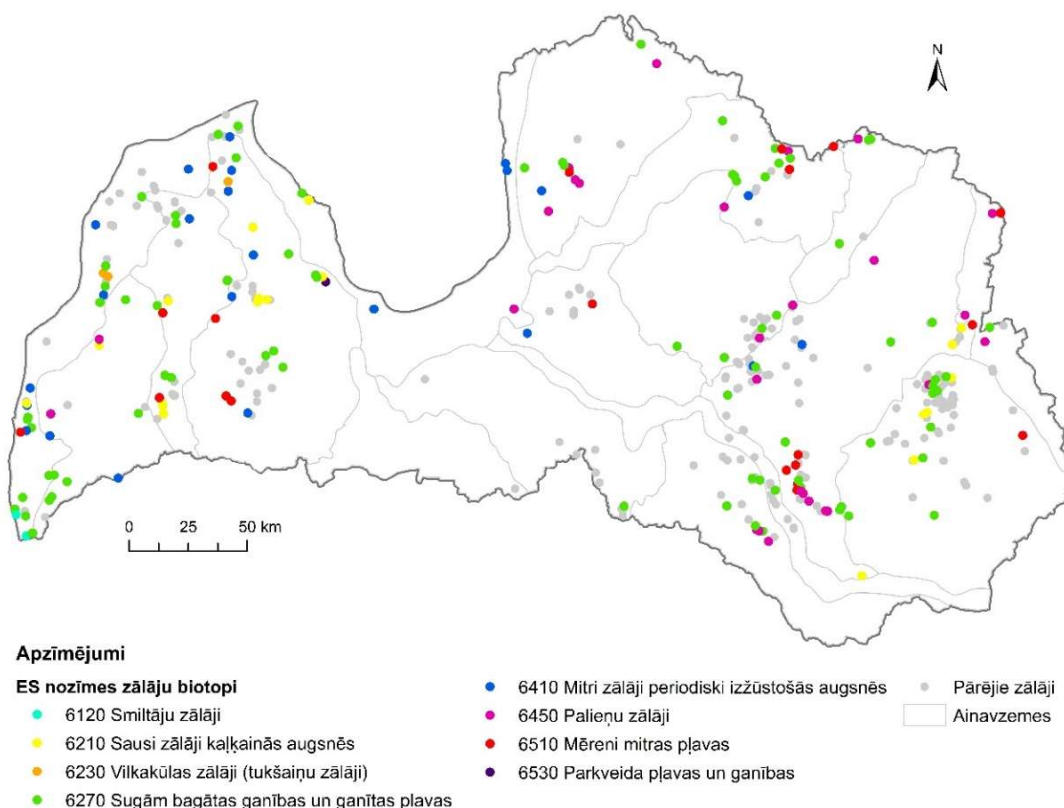 N
0 25 50 km
Apzīmējumi
ES nozīmes zālāju biotopi
6120 Smiltāju zālāji
6210 Sausi zālāji kaļķainās augsnēs
6230 Vilkakūlas zālāji (tukšaiņu zālāji)
6270 Sugām bagātas ganības un ganītas pļavas
6410 Mitri zālāji periodiski izžūstošās augsnēs
6450 Palieņu zālāji
6510 Mēreni mitras pļavas
6530 Parkveida pļavas un ganības
Pārējie zālāji
Ainavzemes